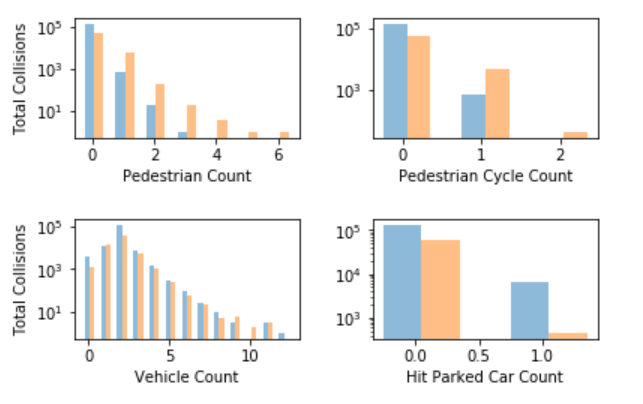 Total Collisions
10⁵
10³
10¹
0 2 4 6
Pedestrian Count
10⁵
10³
0 1 2
Pedestrian Cycle Count
Total Collisions
10⁵
10³
10¹
0 5 10
Vehicle Count
10⁵
10⁴
10³
0.0 0.5 1.0
Hit Parked Car Count